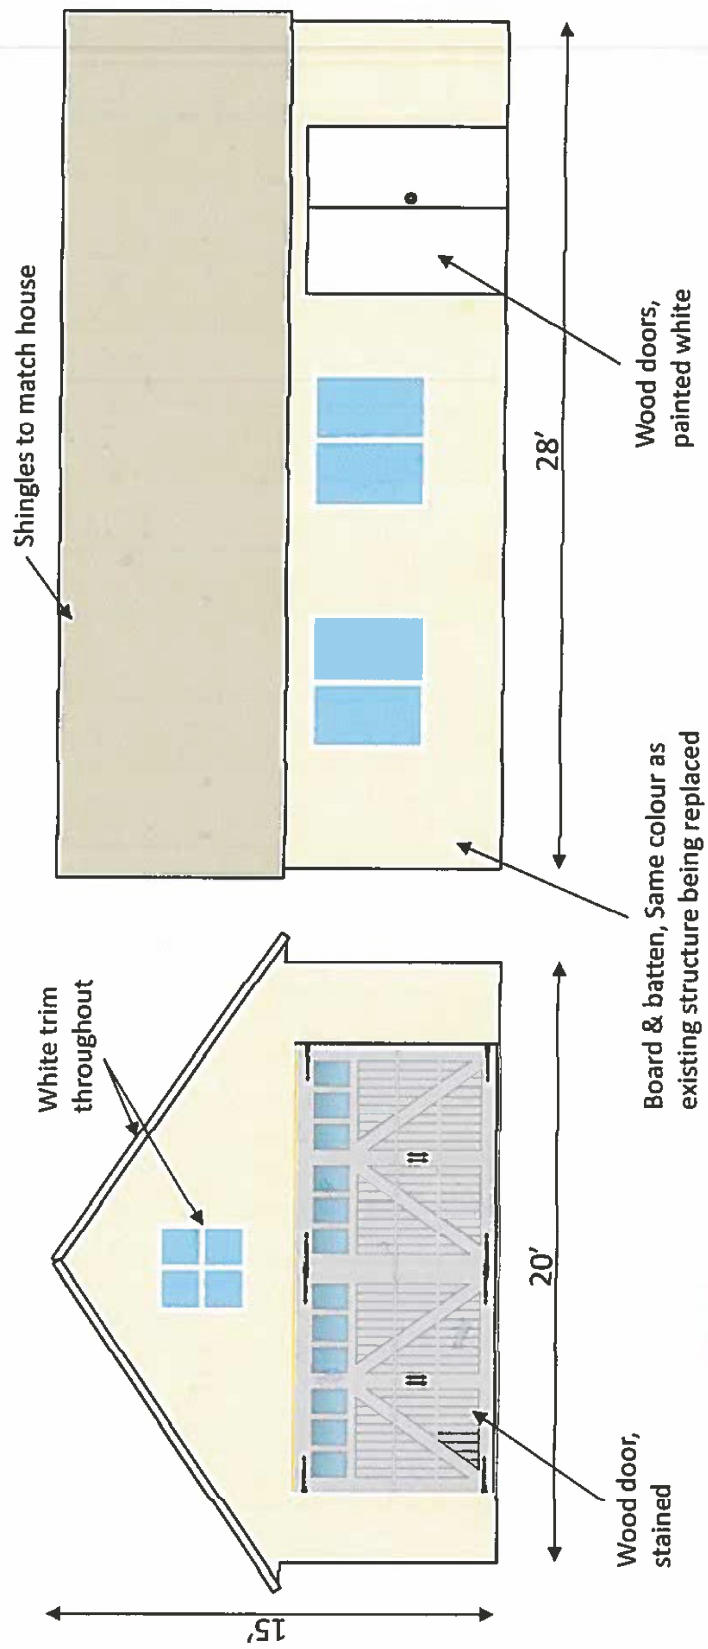 Shingles to match house
White trim
throughout
15'
20'
28'
Wood door,
stained
Board & batten, Same colour as
existing structure being replaced
Wood doors,
painted white